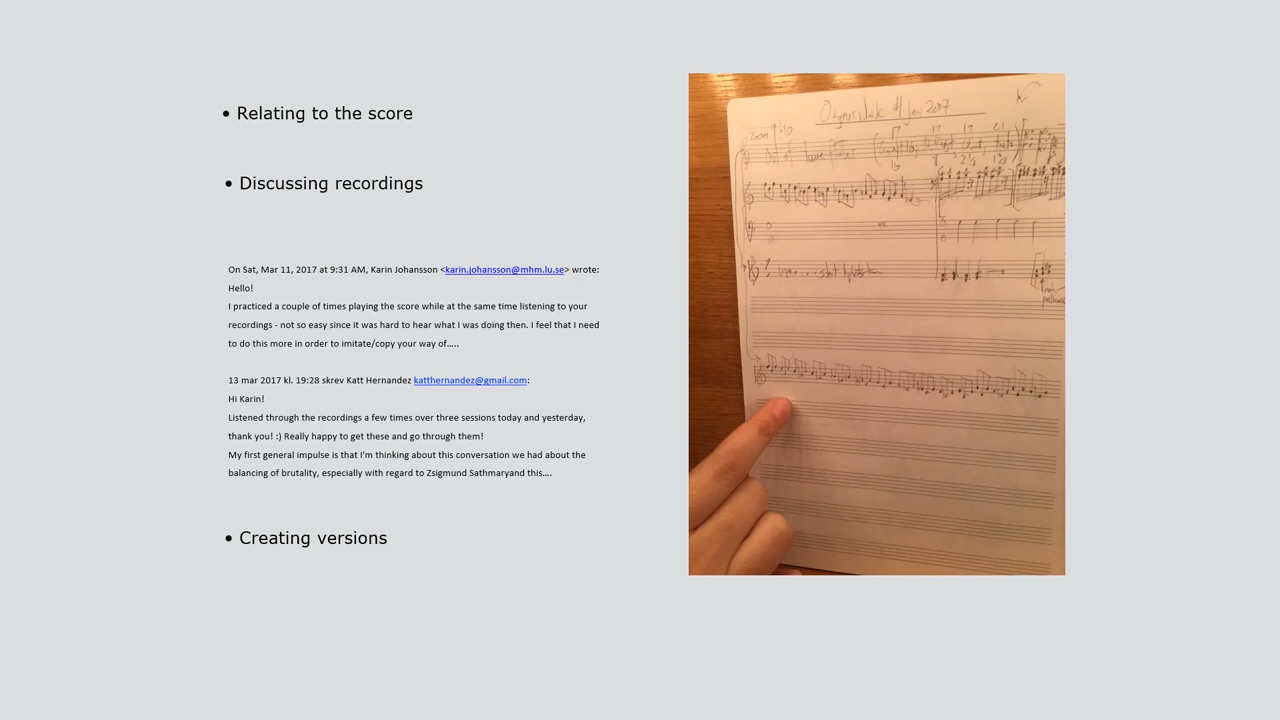 • Relating to the score
• Discussing recordings
On Sat, Mar 11, 2017 at 9:31 AM, Karin Johansson <karin.johansson@mhm.lu.se> wrote:
Hello!
I practiced a couple of times playing the score while at the same time listening to your
recordings - not so easy since it was hard to hear what I was doing then. I feel that I need
to do this more in order to imitate/copy your way of…..
13 mar 2017 kl. 19:28 skrev Katt Hernandez katthernandez@gmail.com:
Hi Karin!
Listened through the recordings a few times over three sessions today and yesterday,
thank you! :) Really happy to get these and go through them!
My first general impulse is that I'm thinking about this conversation we had about the
balancing of brutality, especially with regard to Zsigmund Sathmaryand this….
• Creating versions
Jan 2017